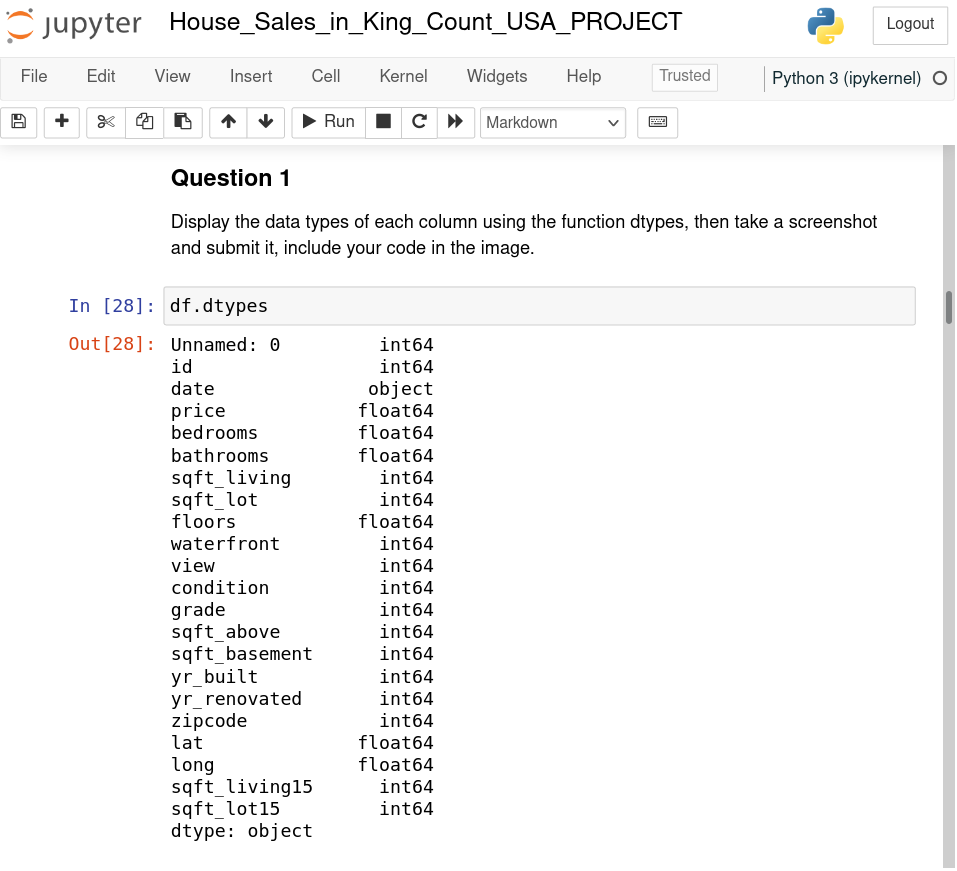 jupyter House_Sales_in_King_Count_USA_PROJECT Logout
File Edit View Insert Cell Kernel Widgets Help Trusted Python 3 (ipykernel)
Run Markdown
Question 1
Display the data types of each column using the function dtypes, then take a screenshot
and submit it, include your code in the image.
In [28]: df.dtypes
Out[28]: Unnamed: 0 int64
id int64
date object
price float64
bedrooms float64
bathrooms float64
sqft_living int64
sqft_lot int64
floors float64
waterfront int64
view int64
condition int64
grade int64
sqft_above int64
sqft_basement int64
yr_built int64
yr_renovated int64
zipcode int64
lat float64
long float64
sqft_living15 int64
sqft_lot15 int64
dtype: object